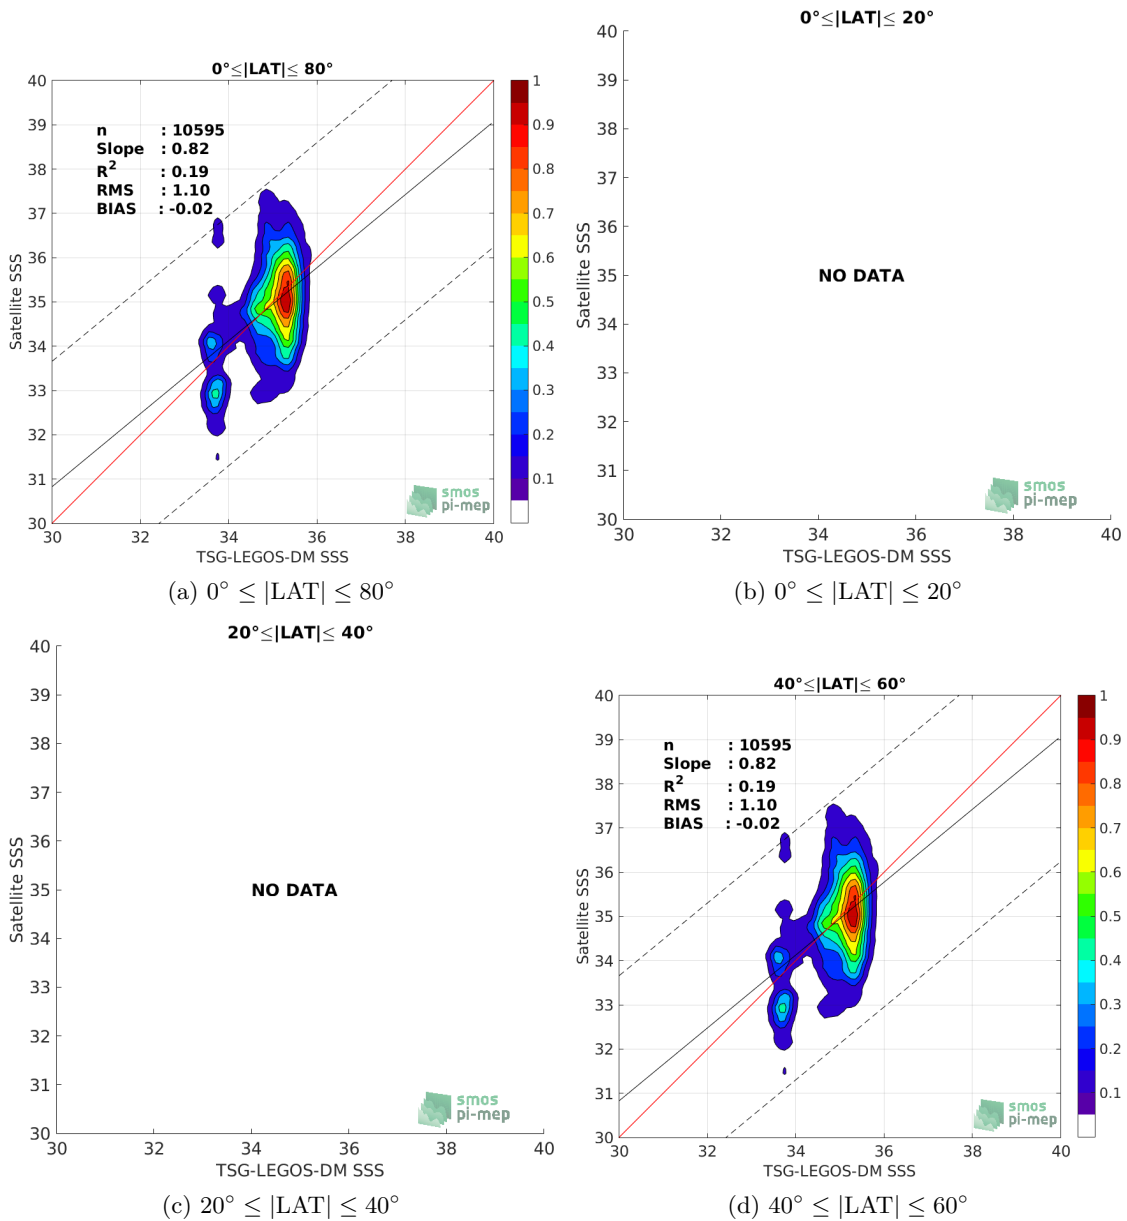 0°≤|LAT|≤ 80°
40
39
38
37
36
35
34
33
32
31
30
Satellite SSS
n : 10595
Slope : 0.82
R² : 0.19
RMS : 1.10
BIAS : -0.02
smos
pi-mep
30 32 34 36 38 40
TSG-LEGOS-DM SSS
1
0.9
0.8
0.7
0.6
0.5
0.4
0.3
0.2
0.1
(a) 0° ≤ |LAT| ≤ 80°
0°≤|LAT|≤ 20°
40
39
38
37
36
35
34
33
32
31
30
Satellite SSS
NO DATA
smos
pi-mep
30 32 34 36 38 40
TSG-LEGOS-DM SSS
(b) 0° ≤ |LAT| ≤ 20°
20°≤|LAT|≤ 40°
40
39
38
37
36
35
34
33
32
31
30
Satellite SSS
NO DATA
smos
pi-mep
30 32 34 36 38 40
TSG-LEGOS-DM SSS
(c) 20° ≤ |LAT| ≤ 40°
40°≤|LAT|≤ 60°
40
39
38
37
36
35
34
33
32
31
30
Satellite SSS
n : 10595
Slope : 0.82
R² : 0.19
RMS : 1.10
BIAS : -0.02
smos
pi-mep
30 32 34 36 38 40
TSG-LEGOS-DM SSS
1
0.9
0.8
0.7
0.6
0.5
0.4
0.3
0.2
0.1
(d) 40° ≤ |LAT| ≤ 60°